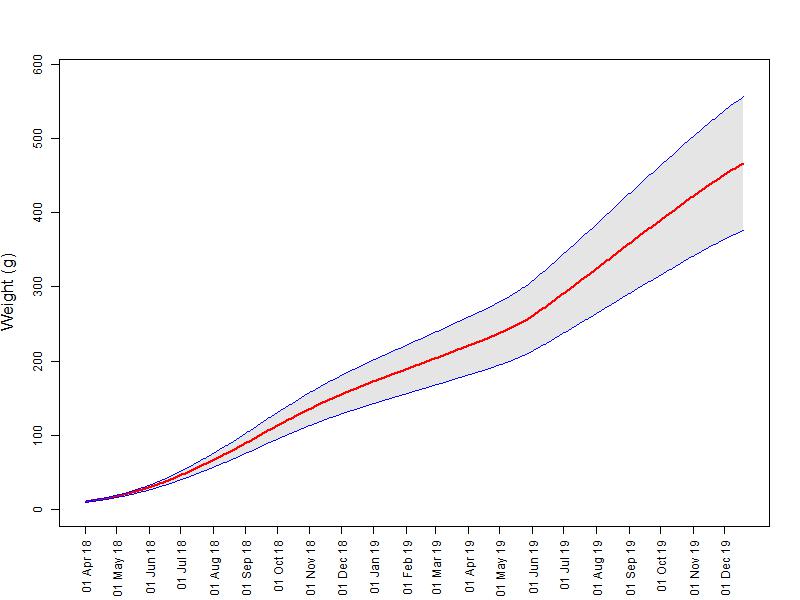 600
500
400
300
200
100
0
Weight (g)
01 Apr 18
01 May 18
01 Jun 18
01 Jul 18
01 Aug 18
01 Sep 18
01 Oct 18
01 Nov 18
01 Dec 18
01 Jan 19
01 Feb 19
01 Mar 19
01 Apr 19
01 May 19
01 Jun 19
01 Jul 19
01 Aug 19
01 Sep 19
01 Oct 19
01 Nov 19
01 Dec 19